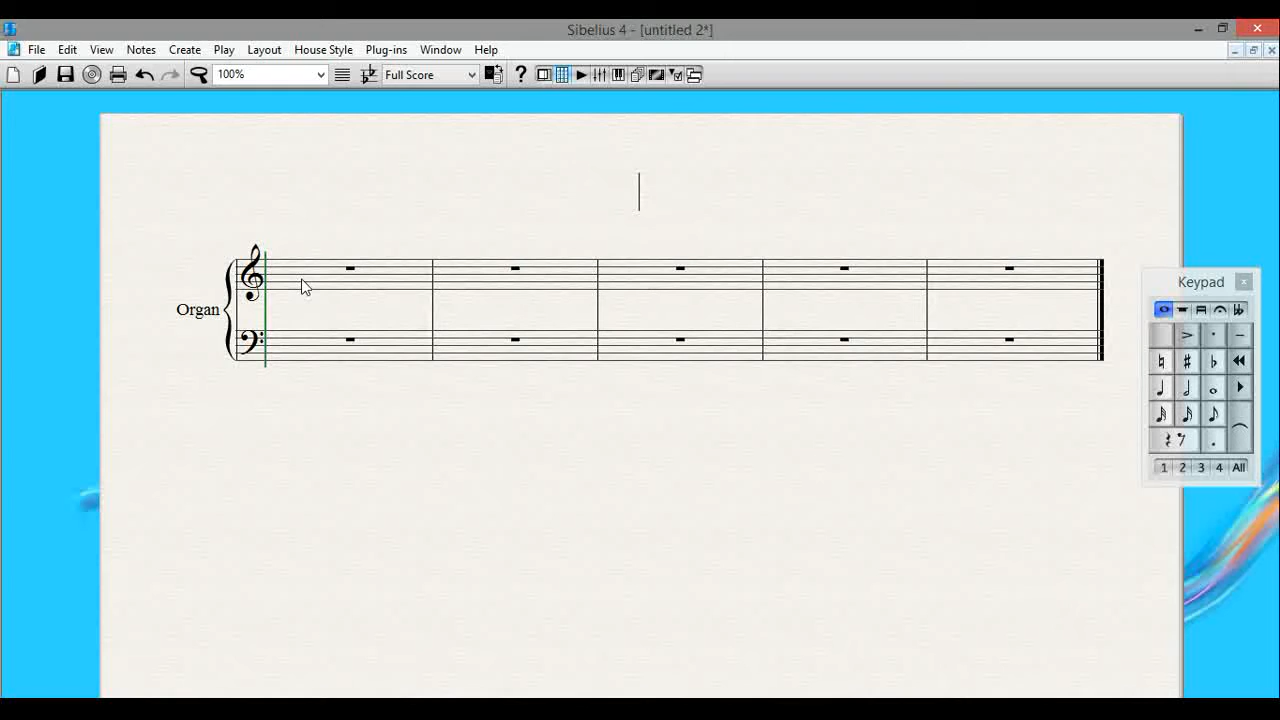 Sibelius 4 - [untitled 2*]
File Edit View Notes Create Play Layout House Style Plug-ins Window Help
100% Full Score ?
Organ
Keypad
1 2 3 4 All